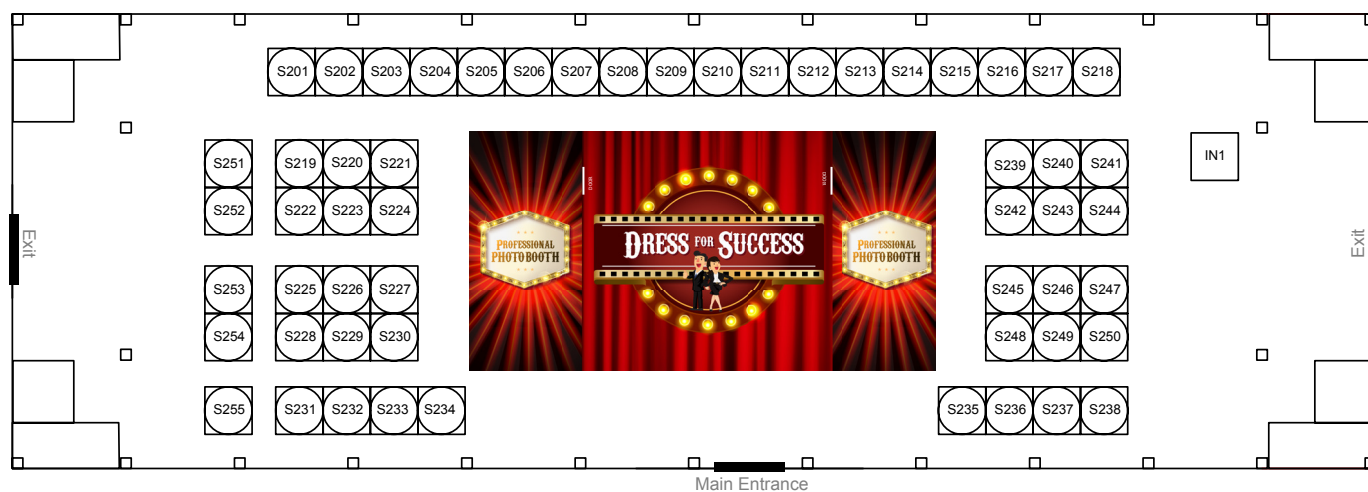 S201 S202 S203 S204 S205 S206 S207 S208 S209 S210 S211 S212 S213 S214 S215 S216 S217 S218
S251 S219 S220 S221 S239 S240 S241 IN1
S252 S222 S223 S224 S242 S243 S244
PROFESSIONAL
PHOTO BOOTH
DRESS FOR SUCCESS
PROFESSIONAL
PHOTO BOOTH
Exit
Exit
S253 S225 S226 S227 S245 S246 S247
S254 S228 S229 S230 S248 S249 S250
S255 S231 S232 S233 S234 S235 S236 S237 S238
Main Entrance